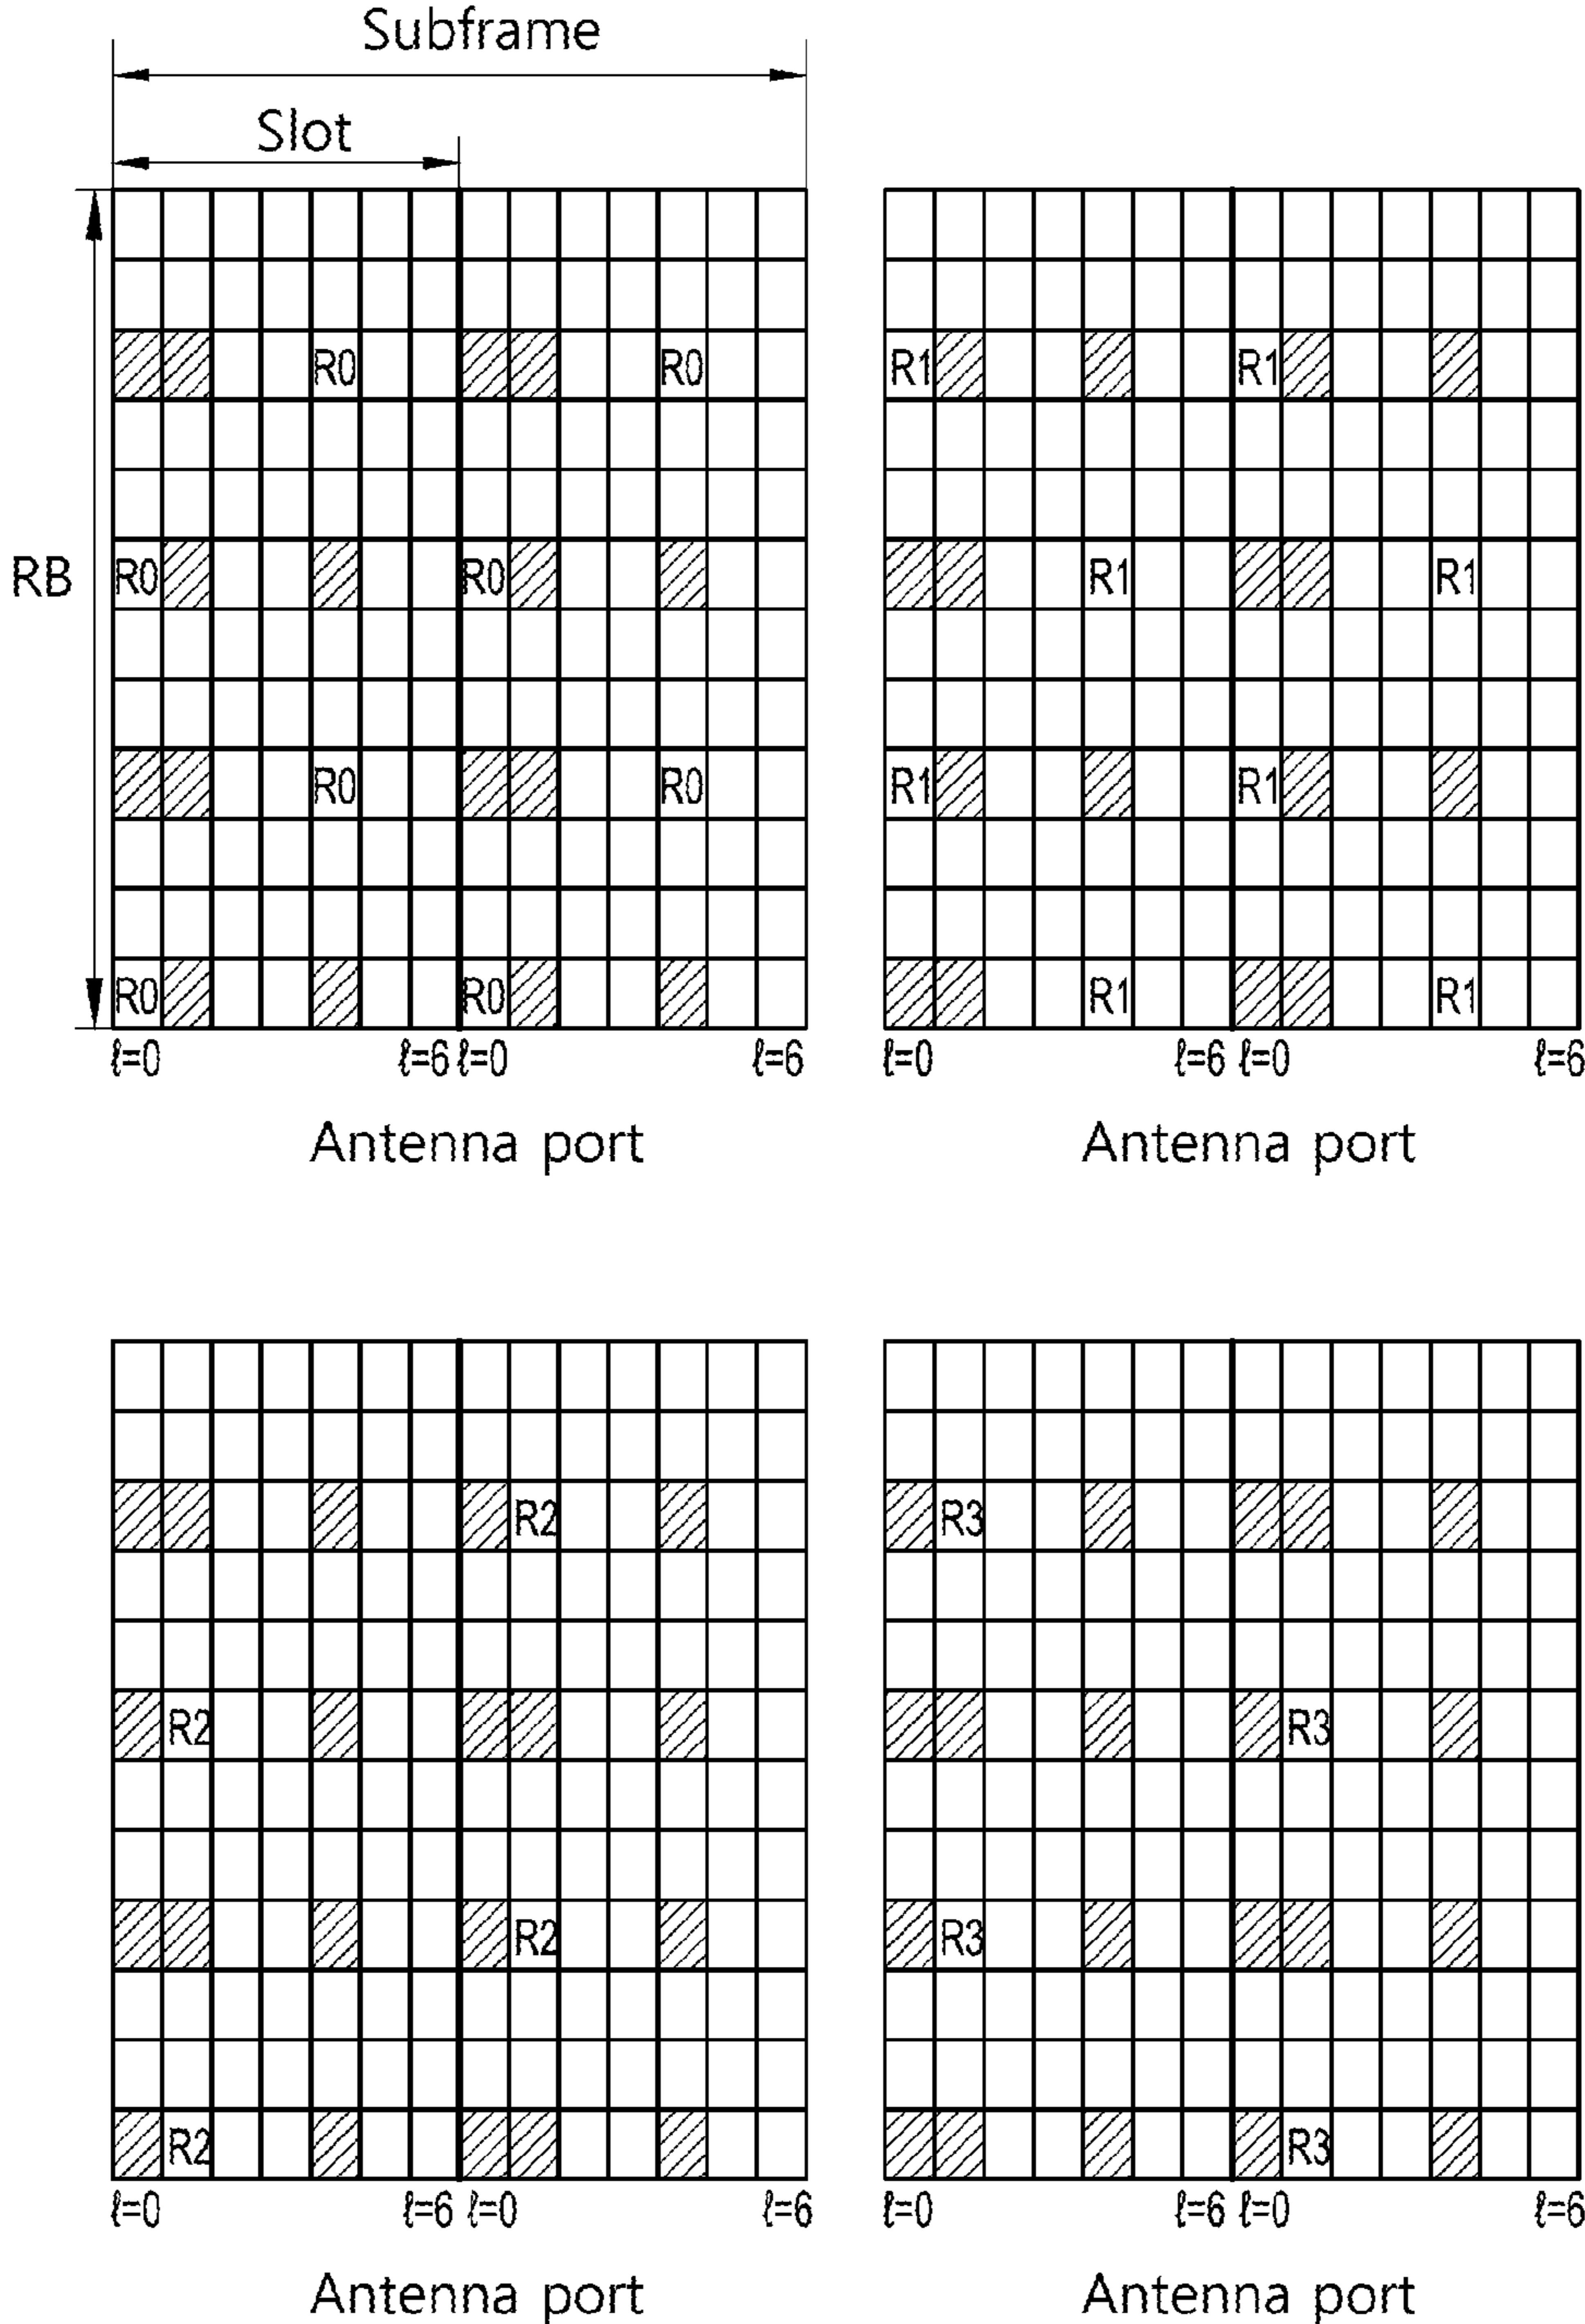 Subframe
Slot
R0 R0 R1 R1
RB R0 R0 R1 R1
R0 R0 R1 R1
R0 R0 R1 R1
ℓ=0 ℓ=6 ℓ=0 ℓ=6 ℓ=0 ℓ=6 ℓ=0 ℓ=6
Antenna port Antenna port
R2 R3
R2 R3
R2 R3
R2 R3
ℓ=0 ℓ=6 ℓ=0 ℓ=6 ℓ=0 ℓ=6 ℓ=0 ℓ=6
Antenna port Antenna port